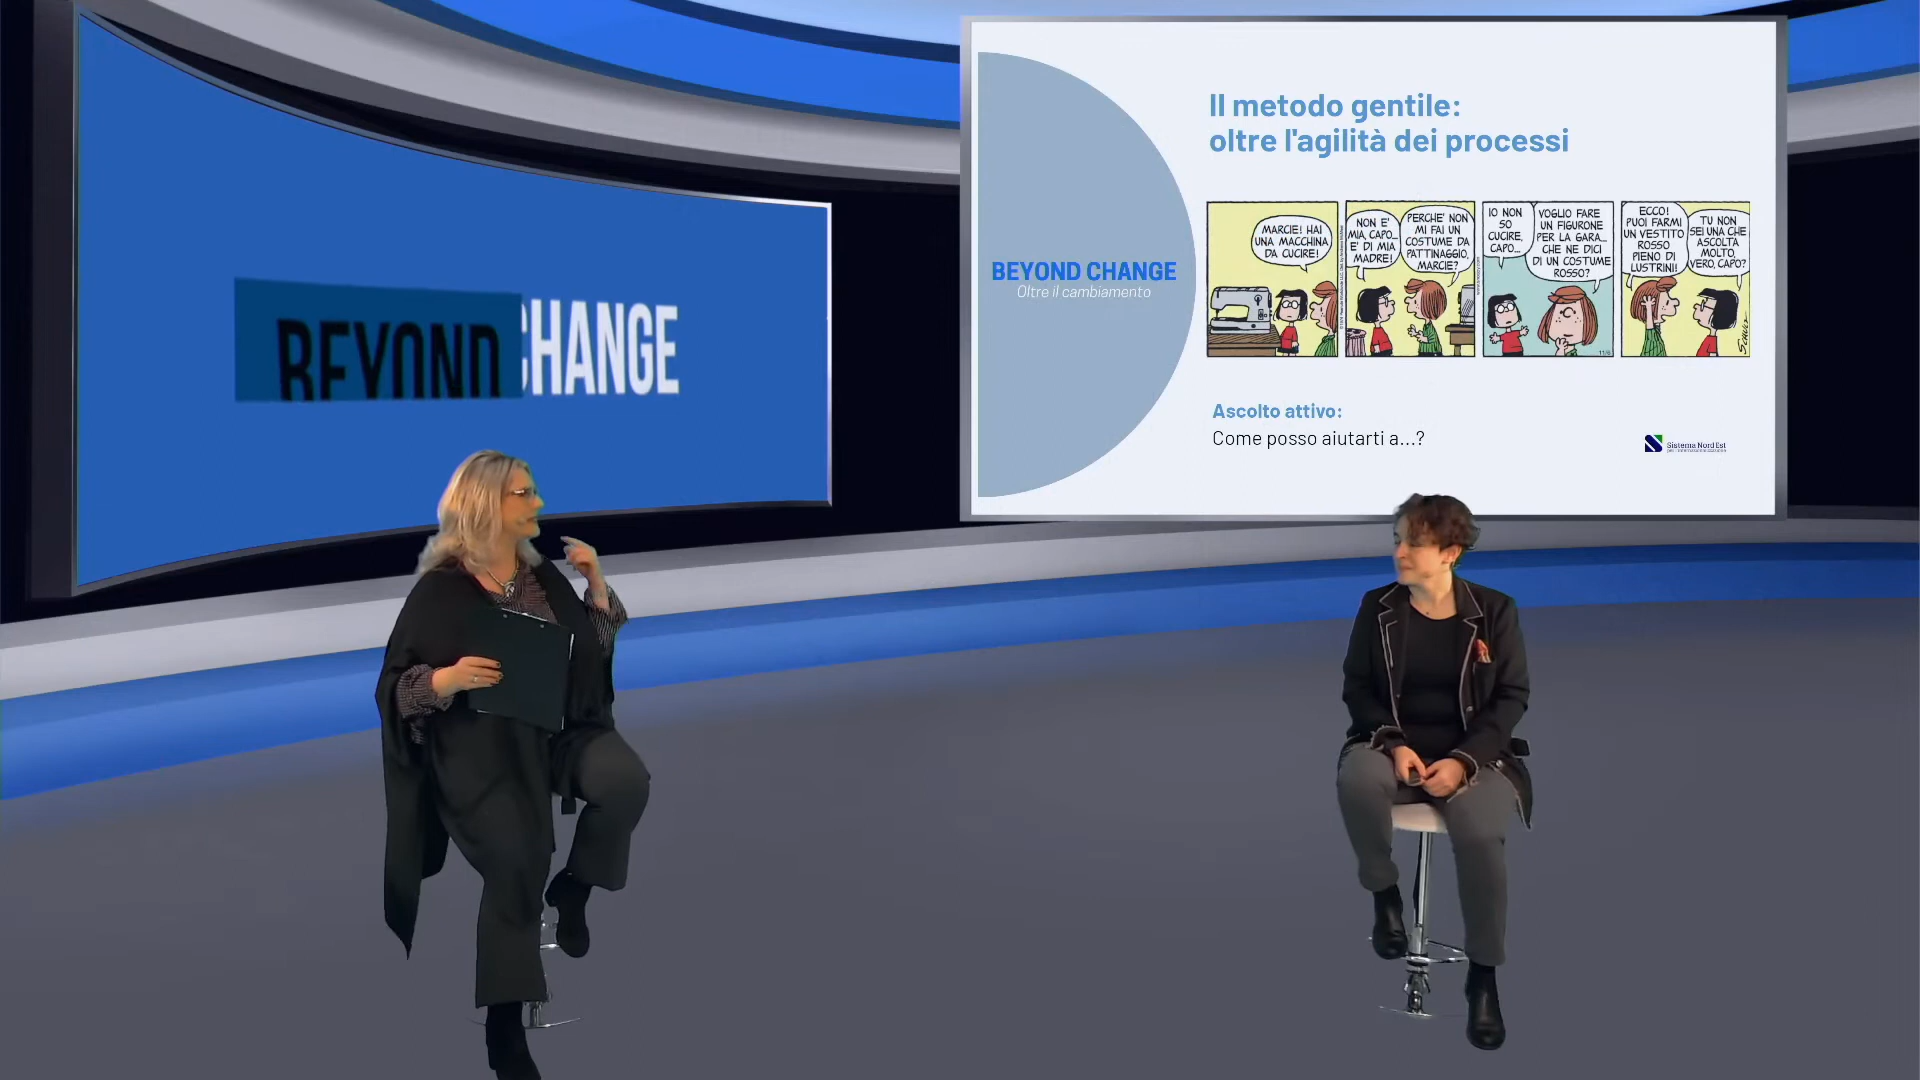 BEYOND CHANGE
Il metodo gentile:
oltre l'agilità dei processi
BEYOND CHANGE
Oltre il cambiamento
MARCIE! HAI
UNA MACCHINA
DA CUCIRE!
NON E'
MIA, CAPO...
E' DI MIA
MADRE!
PERCHE' NON
MI FAI UN
COSTUME DA
PATTINAGGIO,
MARCIE?
IO NON
SO
CUCIRE,
CAPO...
VOGLIO FARE
UN FIGURONE
PER LA GARA...
CHE NE DICI
DI UN COSTUME
ROSSO?
ECCO!
PUOI FARMI
UN VESTITO
ROSSO
PIENO DI
LUSTRINI!
TU NON
SEI UNA CHE
ASCOLTA
MOLTO,
VERO, CAPO?
Ascolto attivo:
Come posso aiutarti a...?
Sistema Nord Est
per l'internazionalizzazione